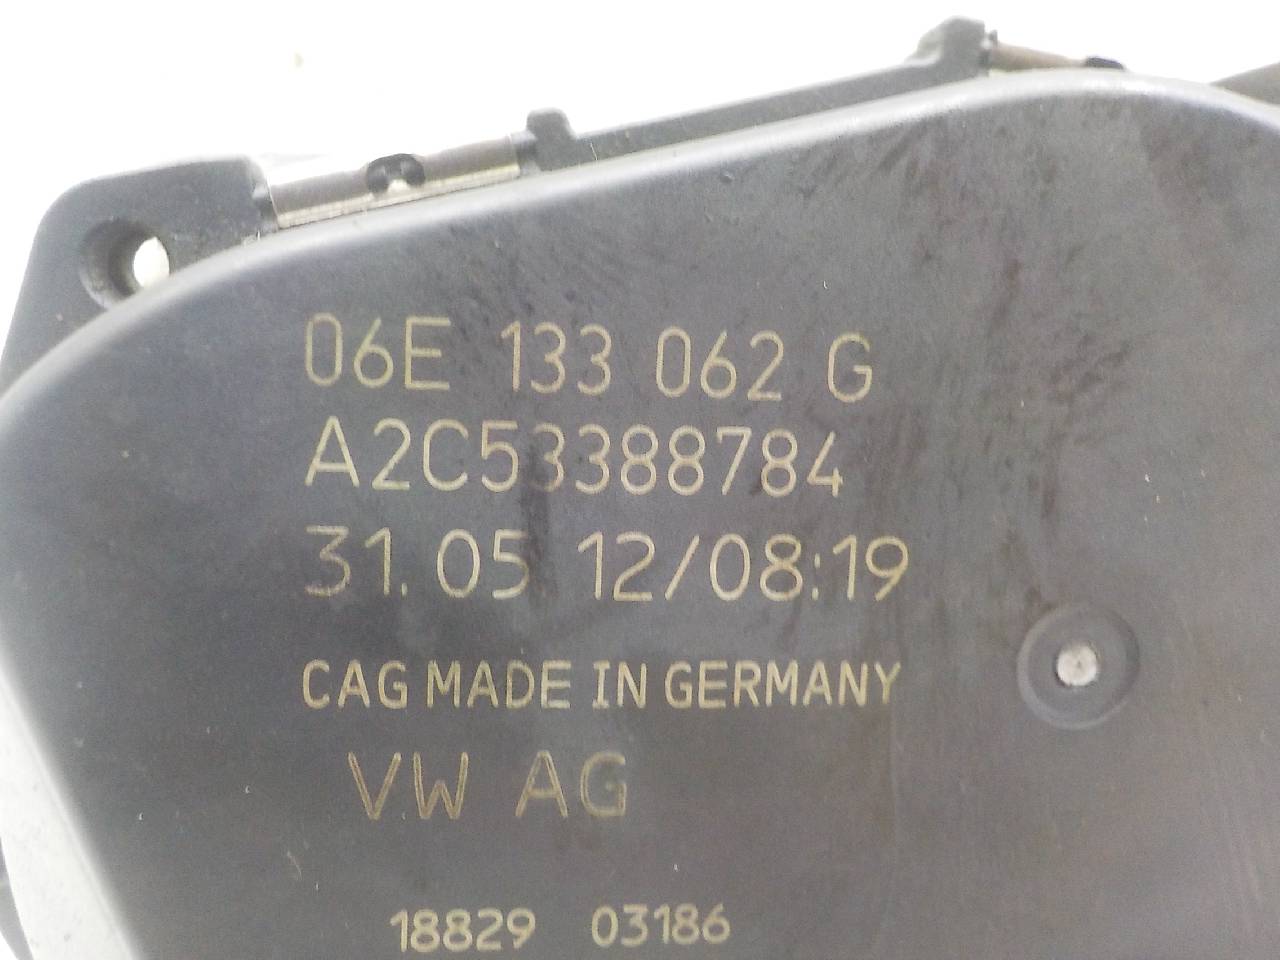 06E 133 062 G
A2C53388784
31.05 12/08:19
CAG MADE IN GERMANY
VW AG
18829 03186